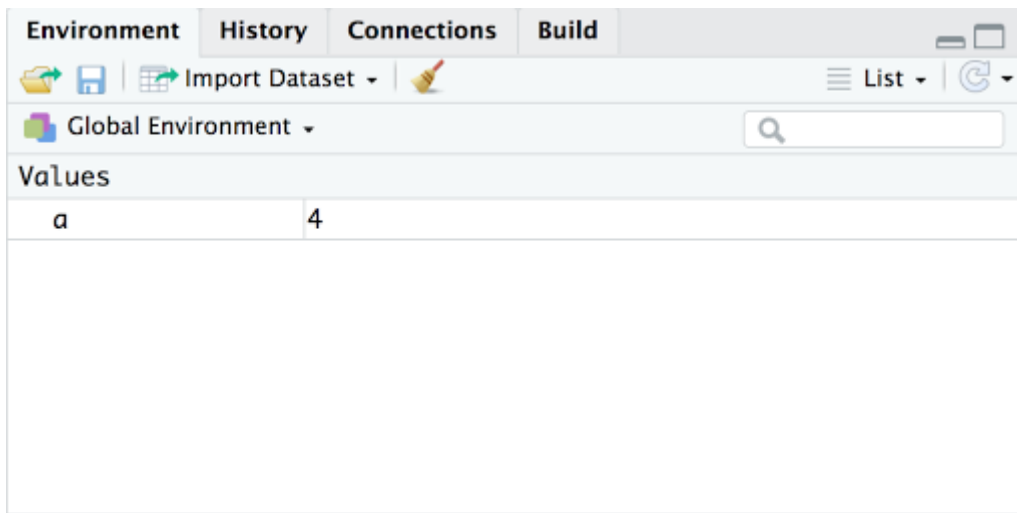 Environment History Connections Build
Import Dataset List
Global Environment
Values
a 4